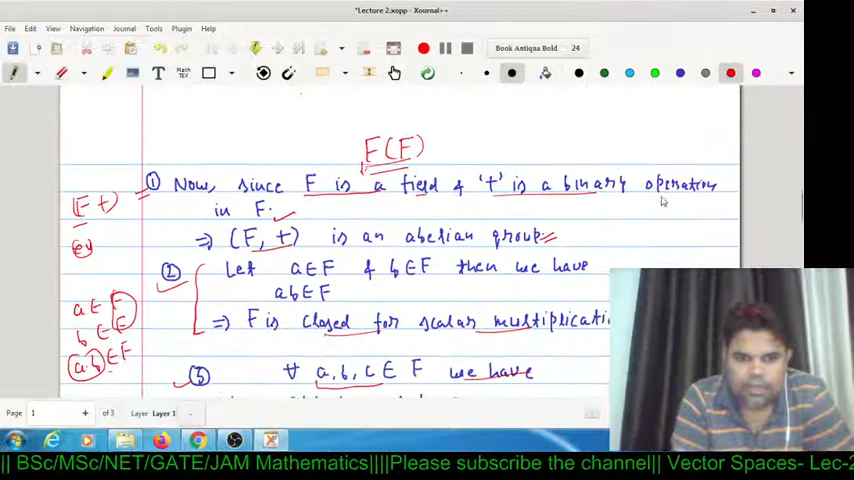 *Lecture 2.xopp - Xournal++
File Edit View Navigation Journal Tools Plugin Help
Book Antiqua Bold 24
F(F)
① Now, since F is a field & '+' is a binary operation
in F.
(F +)
⇒ (F, +) is an abelian group
② Let a∈F & b∈F then we have
ab∈F
a∈ F
b ∈ F
(a.b)∈F
⇒ F is closed for scalar multiplicati
③ ∀ a,b,c∈ F we have
Page 1 of 3 Layer Layer 1
|| BSc/MSc/NET/GATE/JAM Mathematics||||Please subscribe the channel|| Vector Spaces- Lec-2